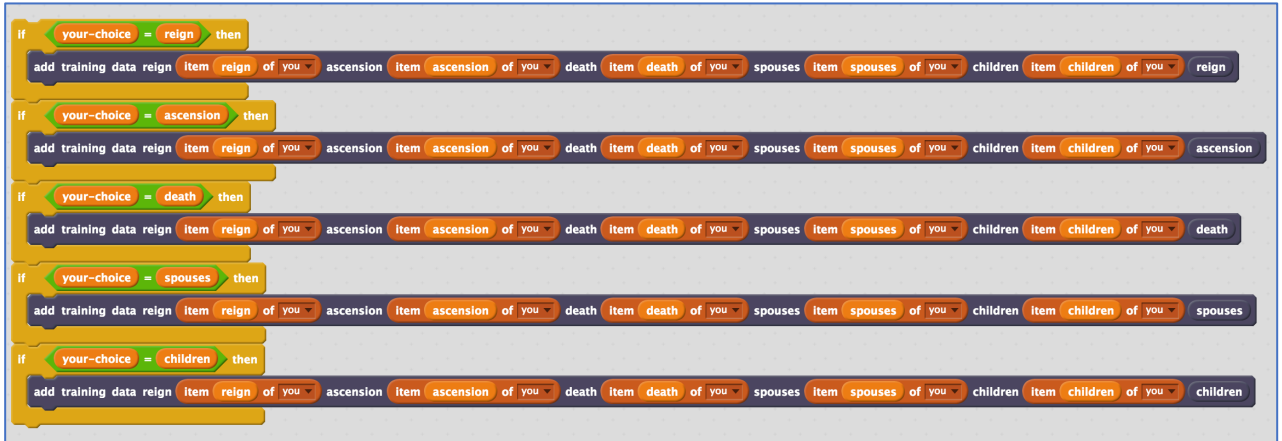 if your-choice = reign then
add training data reign item reign of you ascension item ascension of you death item death of you spouses item spouses of you children item children of you reign
if your-choice = ascension then
add training data reign item reign of you ascension item ascension of you death item death of you spouses item spouses of you children item children of you ascension
if your-choice = death then
add training data reign item reign of you ascension item ascension of you death item death of you spouses item spouses of you children item children of you death
if your-choice = spouses then
add training data reign item reign of you ascension item ascension of you death item death of you spouses item spouses of you children item children of you spouses
if your-choice = children then
add training data reign item reign of you ascension item ascension of you death item death of you spouses item spouses of you children item children of you children